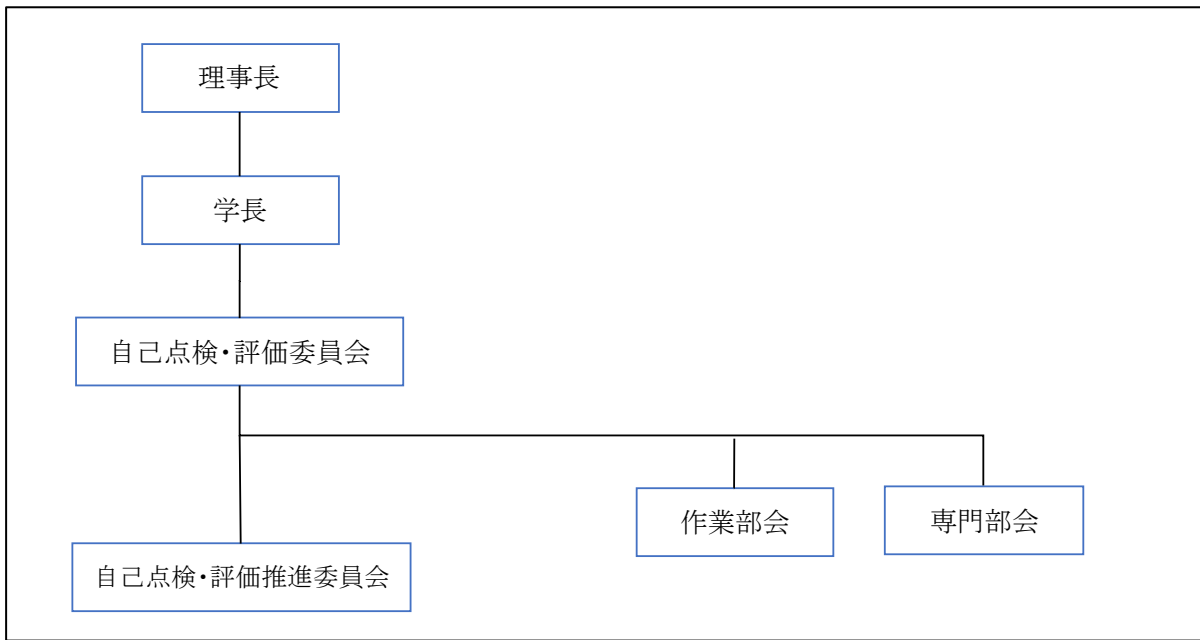 理事長
学長
自己点検・評価委員会
作業部会
専門部会
自己点検・評価推進委員会